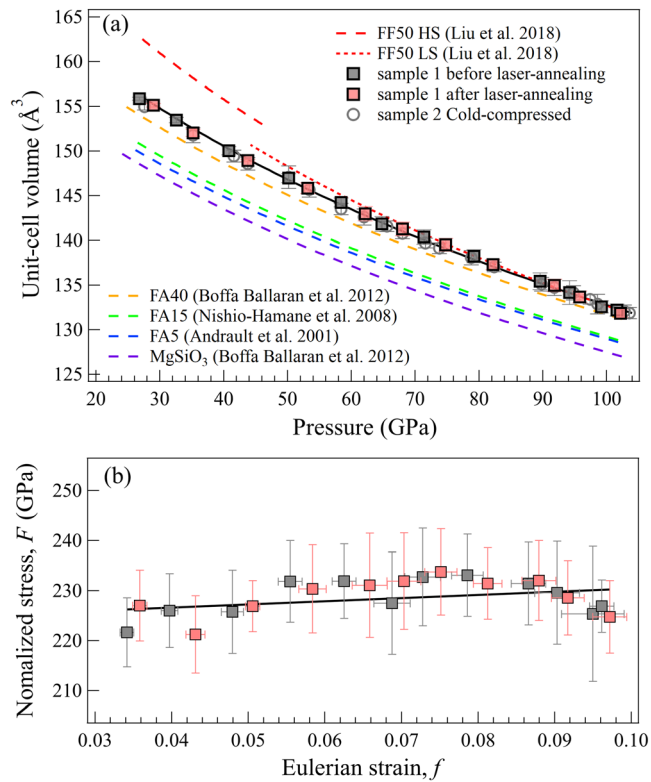 (a)
FF50 HS (Liu et al. 2018)
FF50 LS (Liu et al. 2018)
sample 1 before laser-annealing
sample 1 after laser-annealing
sample 2 Cold-compressed
165
160
155
150
145
140
135
130
125
Unit-cell volume (Å3)
FA40 (Boffa Ballaran et al. 2012)
FA15 (Nishio-Hamane et al. 2008)
FA5 (Andrault et al. 2001)
MgSiO3 (Boffa Ballaran et al. 2012)
20 30 40 50 60 70 80 90 100
Pressure (GPa)
(b)
250
240
230
220
210
Nomalized stress, F (GPa)
0.03 0.04 0.05 0.06 0.07 0.08 0.09 0.10
Eulerian strain, f